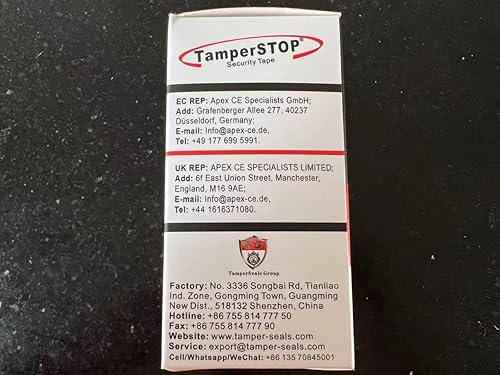 TamperSTOP®
Security Tape
EC REP: Apex CE Specialists GmbH;
Add: Grafenberger Allee 277, 40237
Düsseldorf, Germany;
E-mail: Info@apex-ce.de,
Tel: +49 177 699 5991.
UK REP: APEX CE SPECIALISTS LIMITED;
Add: 6f East Union Street, Manchester,
England, M16 9AE;
E-mail: Info@apex-ce.de,
Tel: +44 1616371080.
TamperSeals Group
Factory: No. 3336 Songbai Rd, Tianliao
Ind. Zone, Gongming Town, Guangming
New Dist., 518132 Shenzhen, China
Hotline: +86 755 814 777 50
Fax: +86 755 814 777 90
Website: www.tamper-seals.com
Service: export@tamper-seals.com
Cell/Whatsapp/WeChat: +86 135 70845001